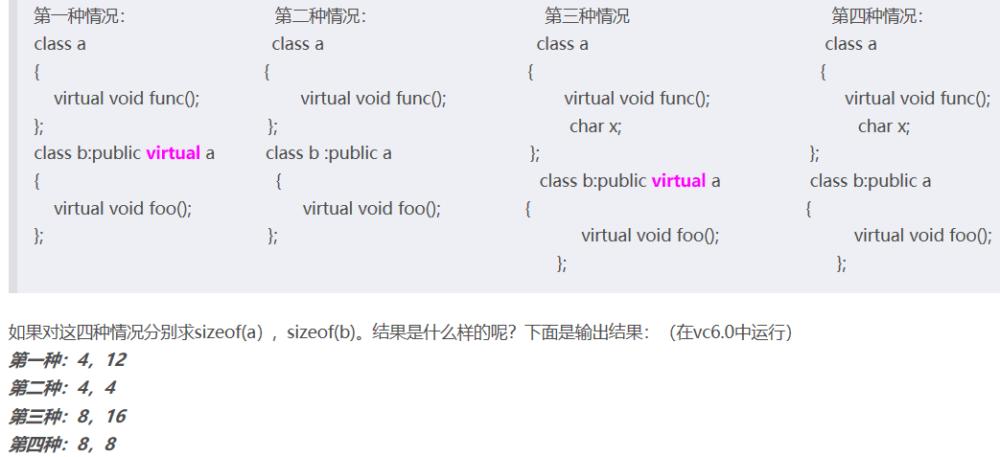 第一种情况： 第二种情况： 第三种情况 第四种情况：
class a class a class a class a
{ { { {
virtual void func(); virtual void func(); virtual void func(); virtual void func();
}; }; char x; char x;
class b:public virtual a class b :public a }; };
{ { class b:public virtual a class b:public a
virtual void foo(); virtual void foo(); { {
}; }; virtual void foo(); virtual void foo();
}; };
如果对这四种情况分别求sizeof(a)，sizeof(b)。结果是什么样的呢？下面是输出结果：（在vc6.0中运行）
第一种：4，12
第二种：4，4
第三种：8，16
第四种：8，8